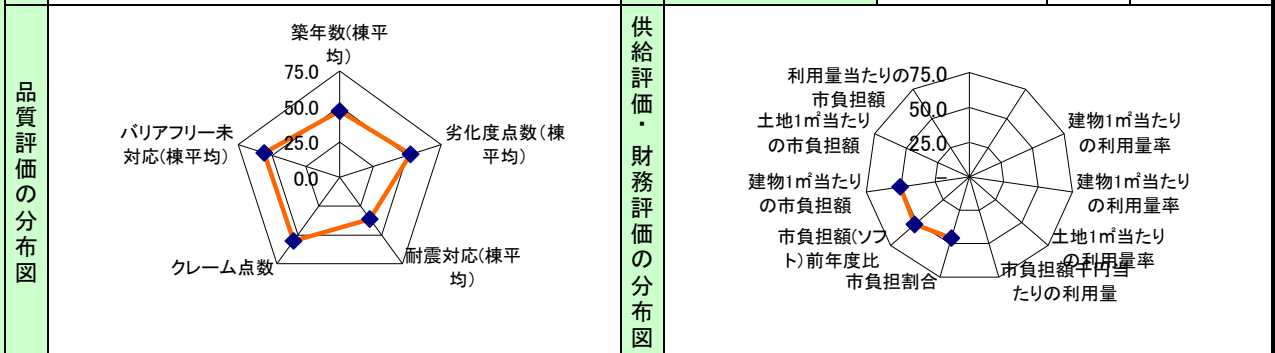 品質評価の分布図
築年数(棟平
均)
75.0
50.0
25.0
0.0
劣化度点数(棟
平均)
耐震対応(棟平
均)
クレーム点数
バリアフリー未
対応(棟平均)
供給評価・財務評価の分布図
75.0
50.0
25.0
-
建物1㎡当たり
の利用量率
建物1㎡当たり
の利用量率
土地1㎡当たり
の利用量率
市負担額千円当
たりの利用量
市負担割合
市負担額(ソフ
ト)前年度比
建物1㎡当たり
の市負担額
土地1㎡当たり
の市負担額
利用量当たりの
市負担額